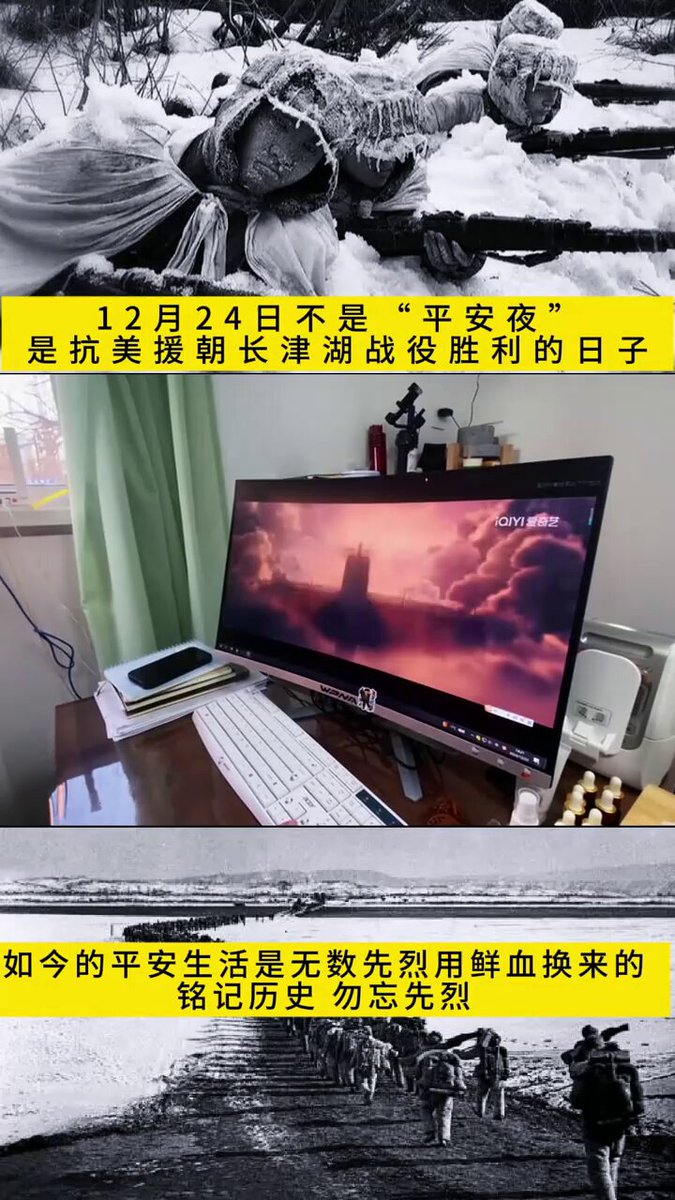 12月24日不是“平安夜”
是抗美援朝长津湖战役胜利的日子
iQIYI 爱奇艺
如今的平安生活是无数先烈用鲜血换来的
铭记历史 勿忘先烈